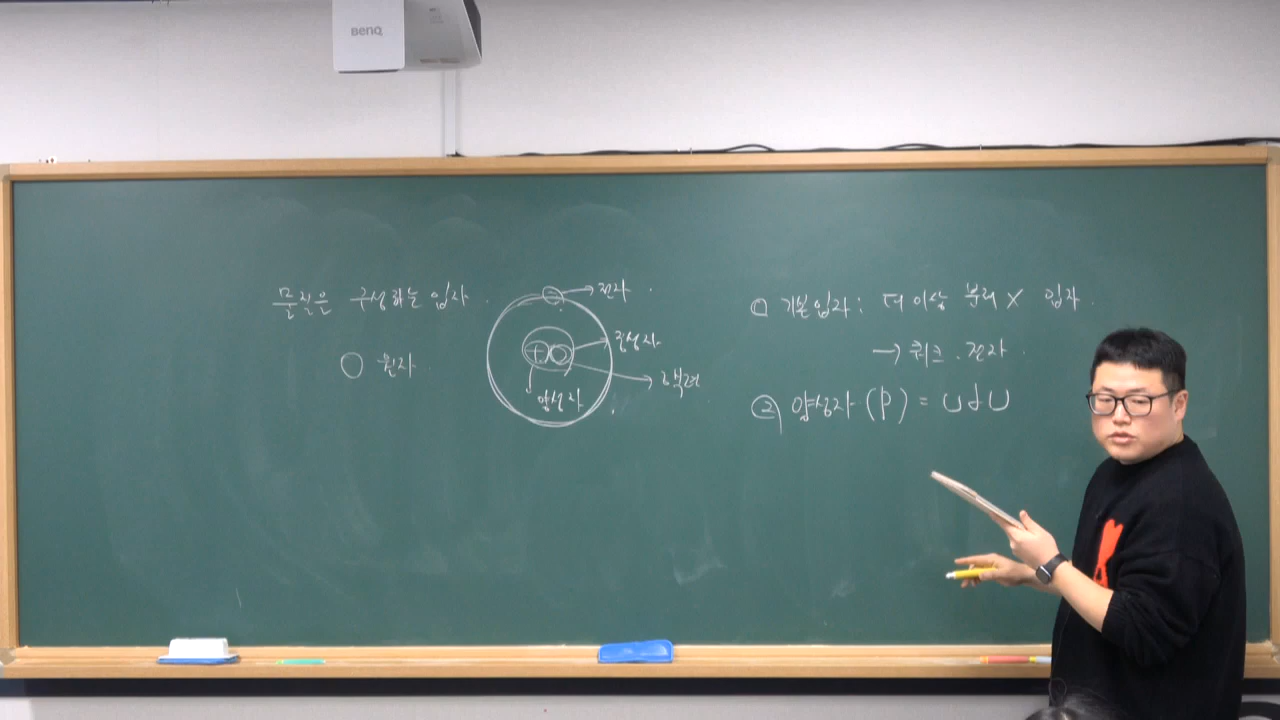 BenQ
물질은 구성하는 입자.
○ 원자.
전자.
중성자
핵력
양성자
+
① 기본입자: 더 이상 분리 X 입자.
→ 쿼크. 전자.
② 양성자 (P) = u d u